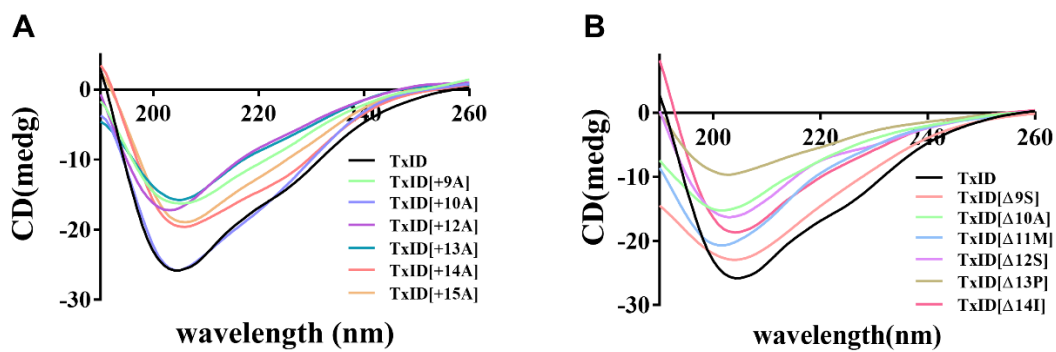 A
CD(medg)
0
-10
-20
-30
200
220
240
260
TxID
TxID[+9A]
TxID[+10A]
TxID[+12A]
TxID[+13A]
TxID[+14A]
TxID[+15A]
wavelength (nm)
B
CD(medg)
0
-10
-20
-30
200
220
240
260
TxID
TxID[Δ9S]
TxID[Δ10A]
TxID[Δ11M]
TxID[Δ12S]
TxID[Δ13P]
TxID[Δ14I]
wavelength(nm)